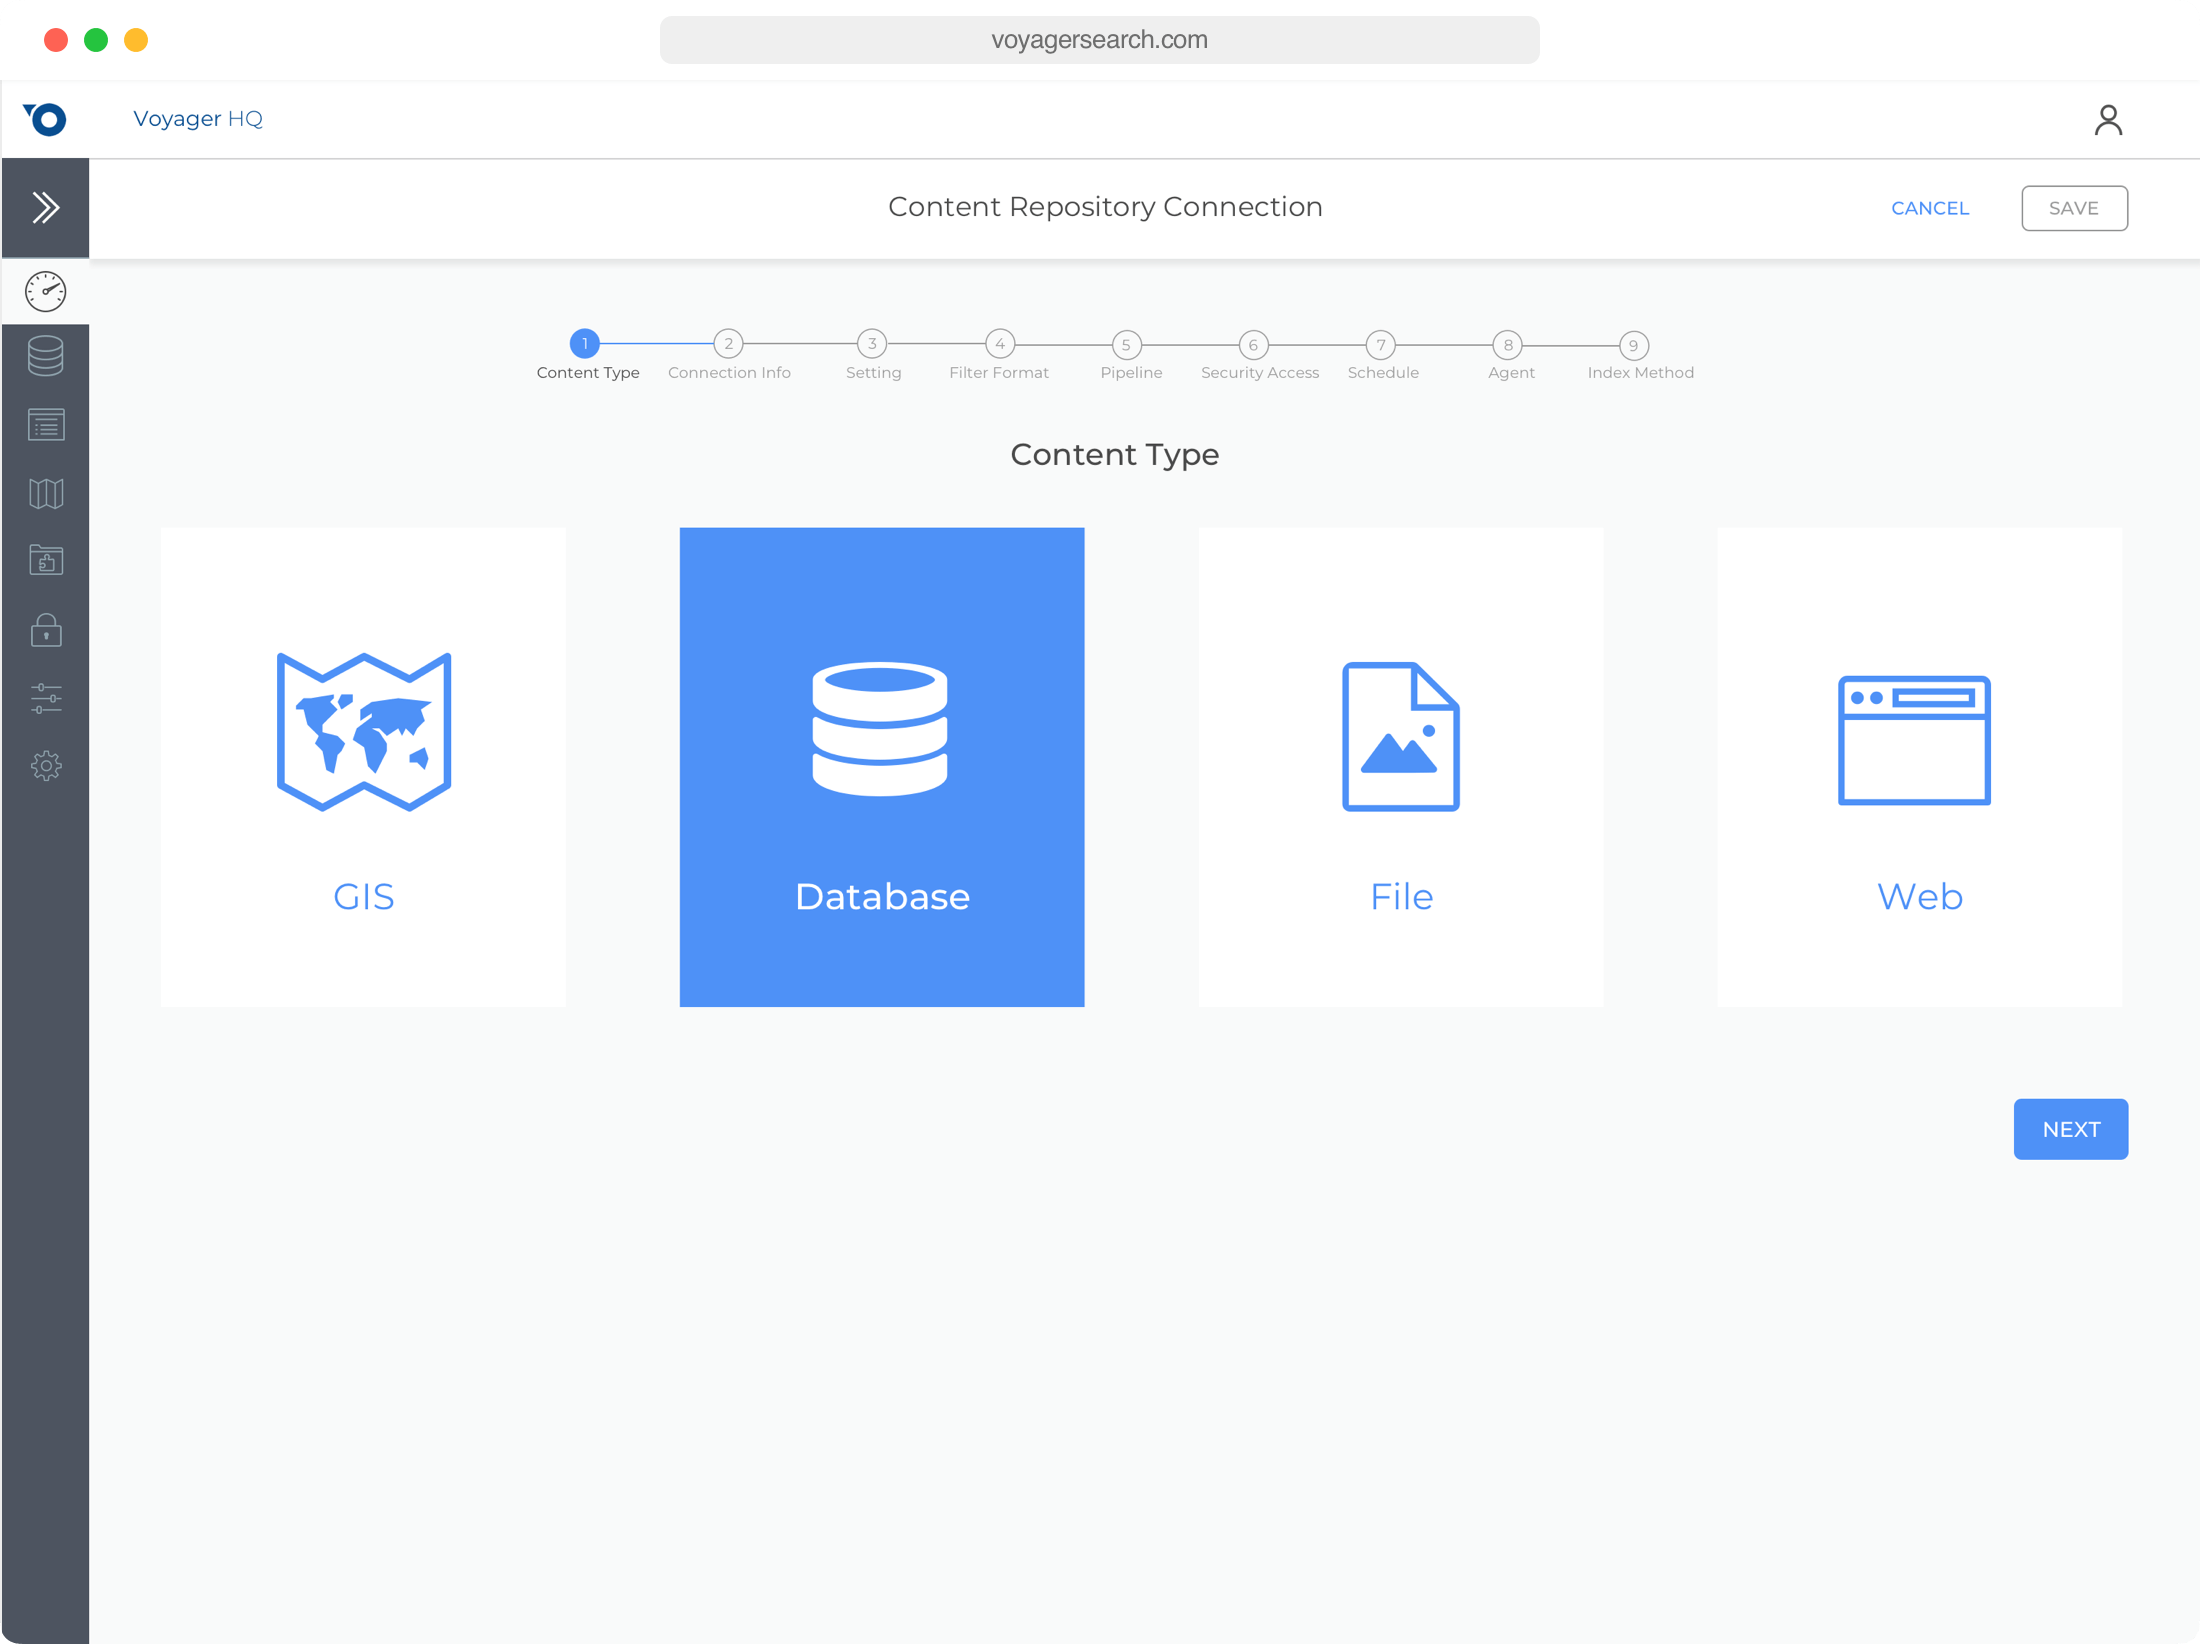 voyagersearch.com
Voyager HQ
Content Repository Connection
CANCEL
SAVE
1 2 3 4 5 6 7 8 9
Content Type Connection Info Setting Filter Format Pipeline Security Access Schedule Agent Index Method
Content Type
GIS Database File Web
NEXT